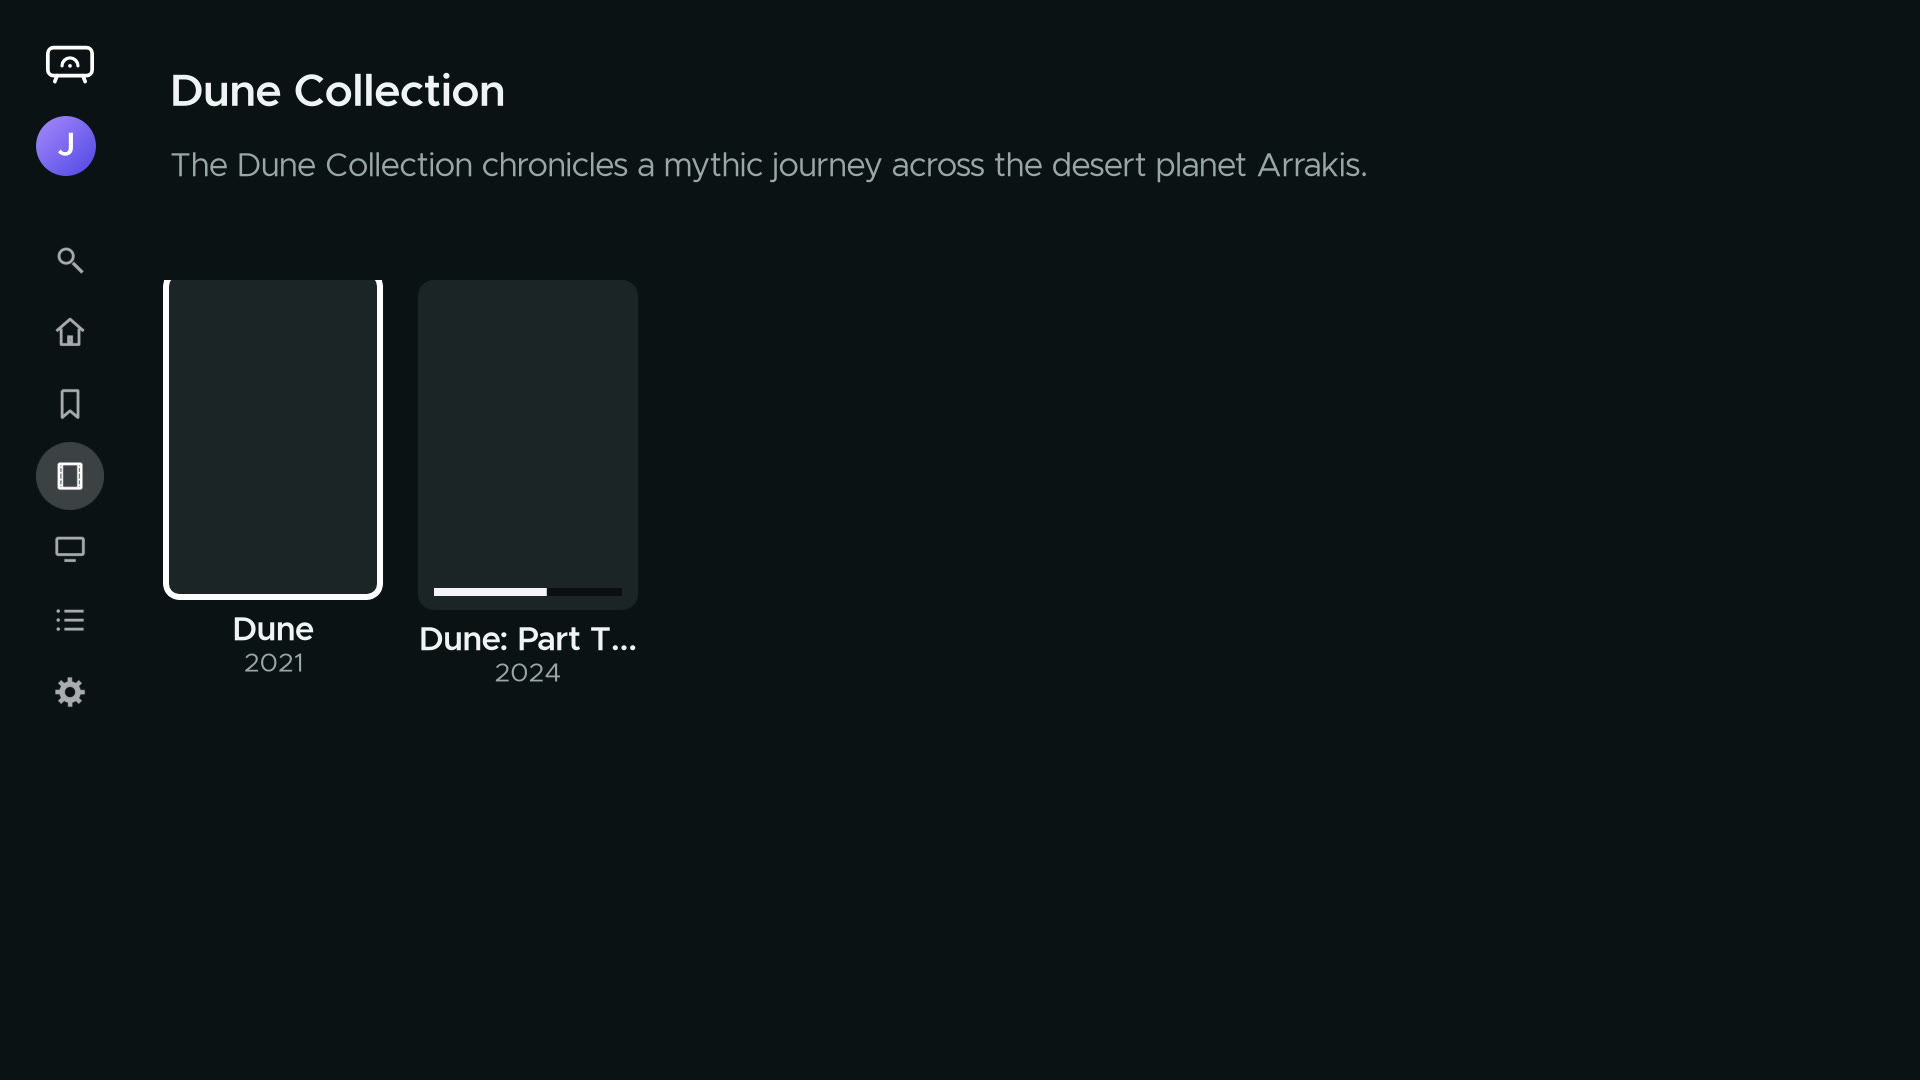 Dune Collection
J
The Dune Collection chronicles a mythic journey across the desert planet Arrakis.
Dune
2021
Dune: Part T...
2024